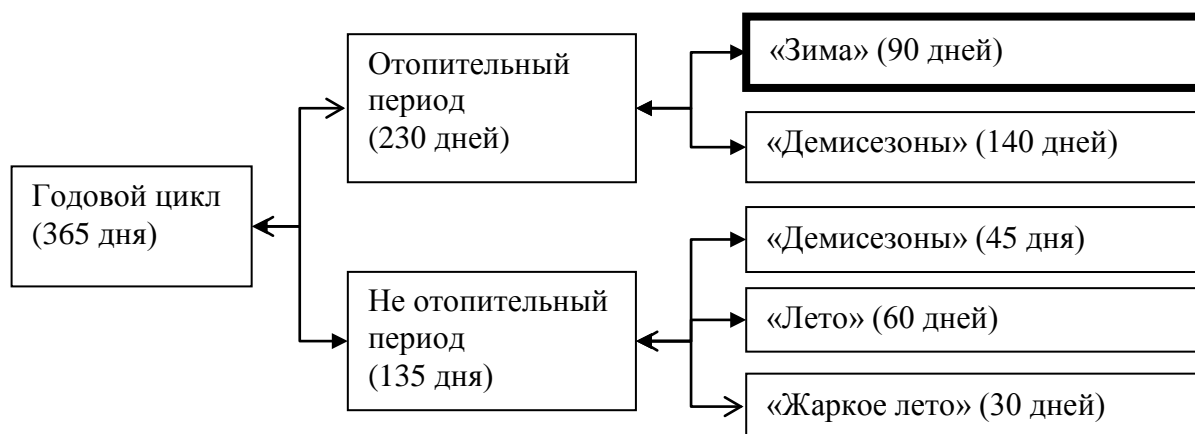 Годовой цикл
(365 дня)
Отопительный
период
(230 дней)
«Зима» (90 дней)
«Демисезоны» (140 дней)
Не отопительный
период
(135 дня)
«Демисезоны» (45 дня)
«Лето» (60 дней)
«Жаркое лето» (30 дней)